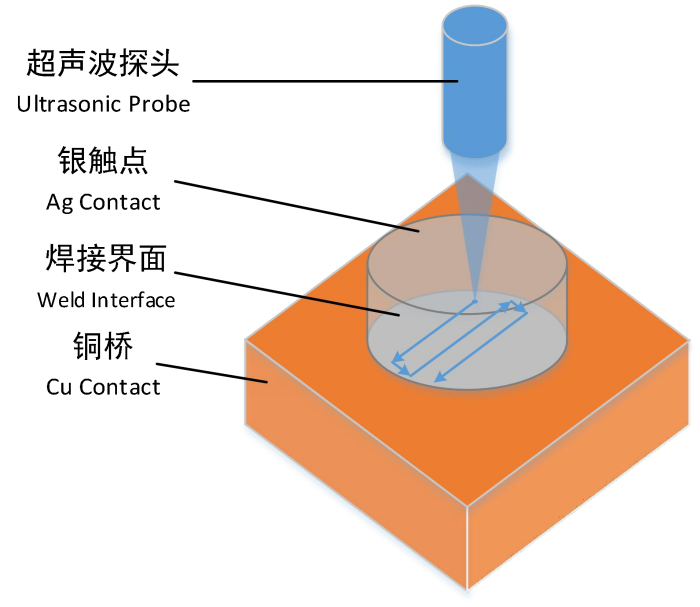 超声波探头
Ultrasonic Probe
银触点
Ag Contact
焊接界面
Weld Interface
铜桥
Cu Contact